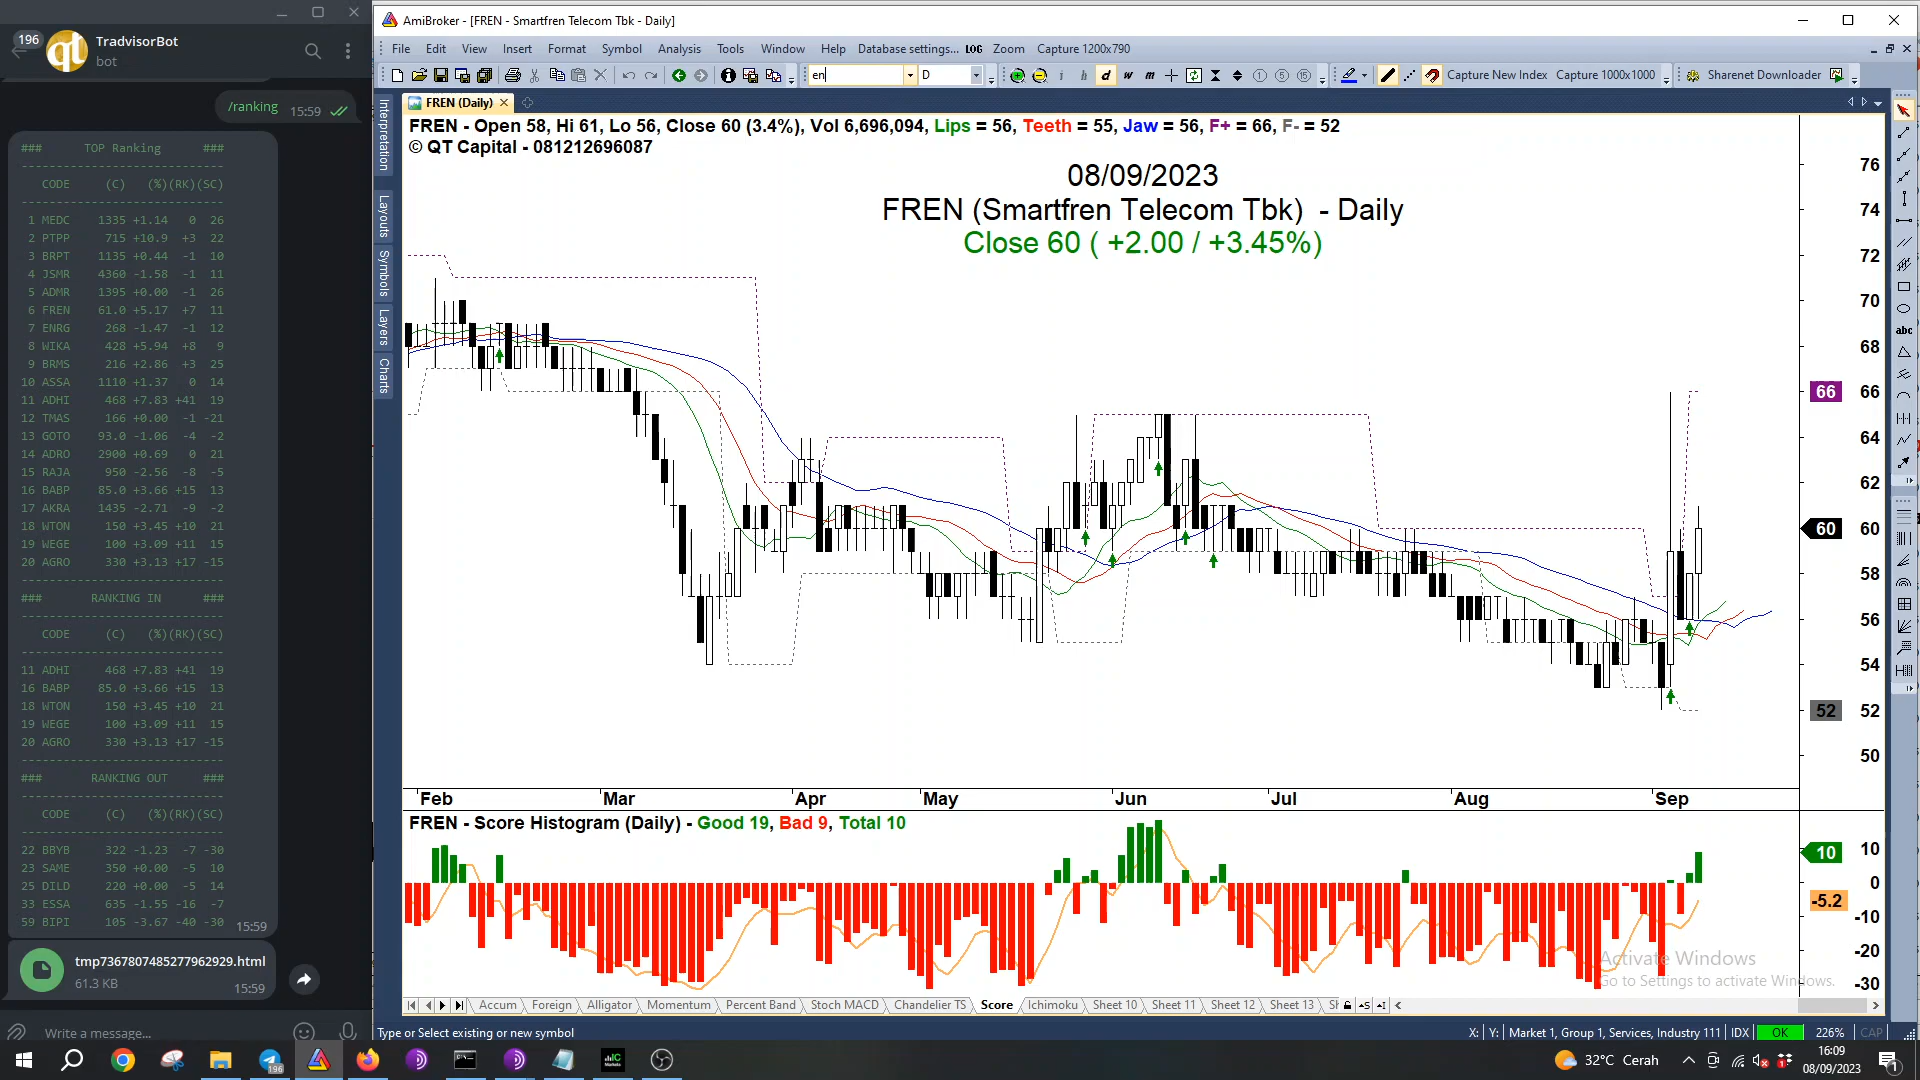 196
TradvisorBot
bot
/ranking 15:59
### TOP Ranking ###
CODE (C) (%)(RK)(SC)
1 MEDC 1335 +1.14 0 26
2 PTPP 715 +10.9 +3 22
3 BRPT 1135 +0.44 -1 10
4 JSMR 4360 -1.58 -1 11
5 ADMR 1395 +0.00 -1 26
6 FREN 61.0 +5.17 +7 11
7 ENRG 268 -1.47 -1 12
8 WIKA 428 +5.94 +8 9
9 BRMS 216 +2.86 +3 25
10 ASSA 1110 +1.37 0 14
11 ADHI 468 +7.83 +41 19
12 TMAS 166 +0.00 -1 -21
13 GOTO 93.0 -1.06 -4 -2
14 ADRO 2900 +0.69 0 21
15 RAJA 950 -2.56 -8 -5
16 BABP 85.0 +3.66 +15 13
17 AKRA 1435 -2.71 -9 -2
18 WTON 150 +3.45 +10 21
19 WEGE 100 +3.09 +11 15
20 AGRO 330 +3.13 +17 -15
### RANKING IN ###
CODE (C) (%)(RK)(SC)
11 ADHI 468 +7.83 +41 19
16 BABP 85.0 +3.66 +15 13
18 WTON 150 +3.45 +10 21
19 WEGE 100 +3.09 +11 15
20 AGRO 330 +3.13 +17 -15
### RANKING OUT ###
CODE (C) (%)(RK)(SC)
22 BBYB 322 -1.23 -7 -30
23 SAME 350 +0.00 -5 10
25 DILD 220 +0.00 -5 14
33 ESSA 635 -1.55 -16 -7
59 BIPI 105 -3.67 -40 -30
15:59
tmp7367807485277962929.html
61.3 KB
15:59
Write a message...
AmiBroker - [FREN - Smartfren Telecom Tbk - Daily]
File Edit View Insert Format Symbol Analysis Tools Window Help Database settings... LOG Zoom Capture 1200x790
en D i h d w m 1 5 15 Capture New Index Capture 1000x1000 Sharenet Downloader
FREN (Daily)
Interpretation
Layouts
Symbols
Layers
Charts
abc
FREN - Open 58, Hi 61, Lo 56, Close 60 (3.4%), Vol 6,696,094, Lips = 56, Teeth = 55, Jaw = 56, F+ = 66, F- = 52
© QT Capital - 081212696087
08/09/2023
FREN (Smartfren Telecom Tbk) - Daily
Close 60 ( +2.00 / +3.45%)
76
74
72
70
68
66 66
64
62
60 60
58
56
54
52 52
50
Feb Mar Apr May Jun Jul Aug Sep
FREN - Score Histogram (Daily) - Good 19, Bad 9, Total 10
10 10
0
-5.2
-10
-20
-30
Activate Windows
Go to Settings to activate Windows.
Accum Foreign Alligator Momentum Percent Band Stoch MACD Chandelier TS Score Ichimoku Sheet 10 Sheet 11 Sheet 12 Sheet 13
Type or Select existing or new symbol
X: Y: Market 1, Group 1, Services, Industry 111 IDX OK 226% CAP
196
32°C Cerah
16:09
08/09/2023
1